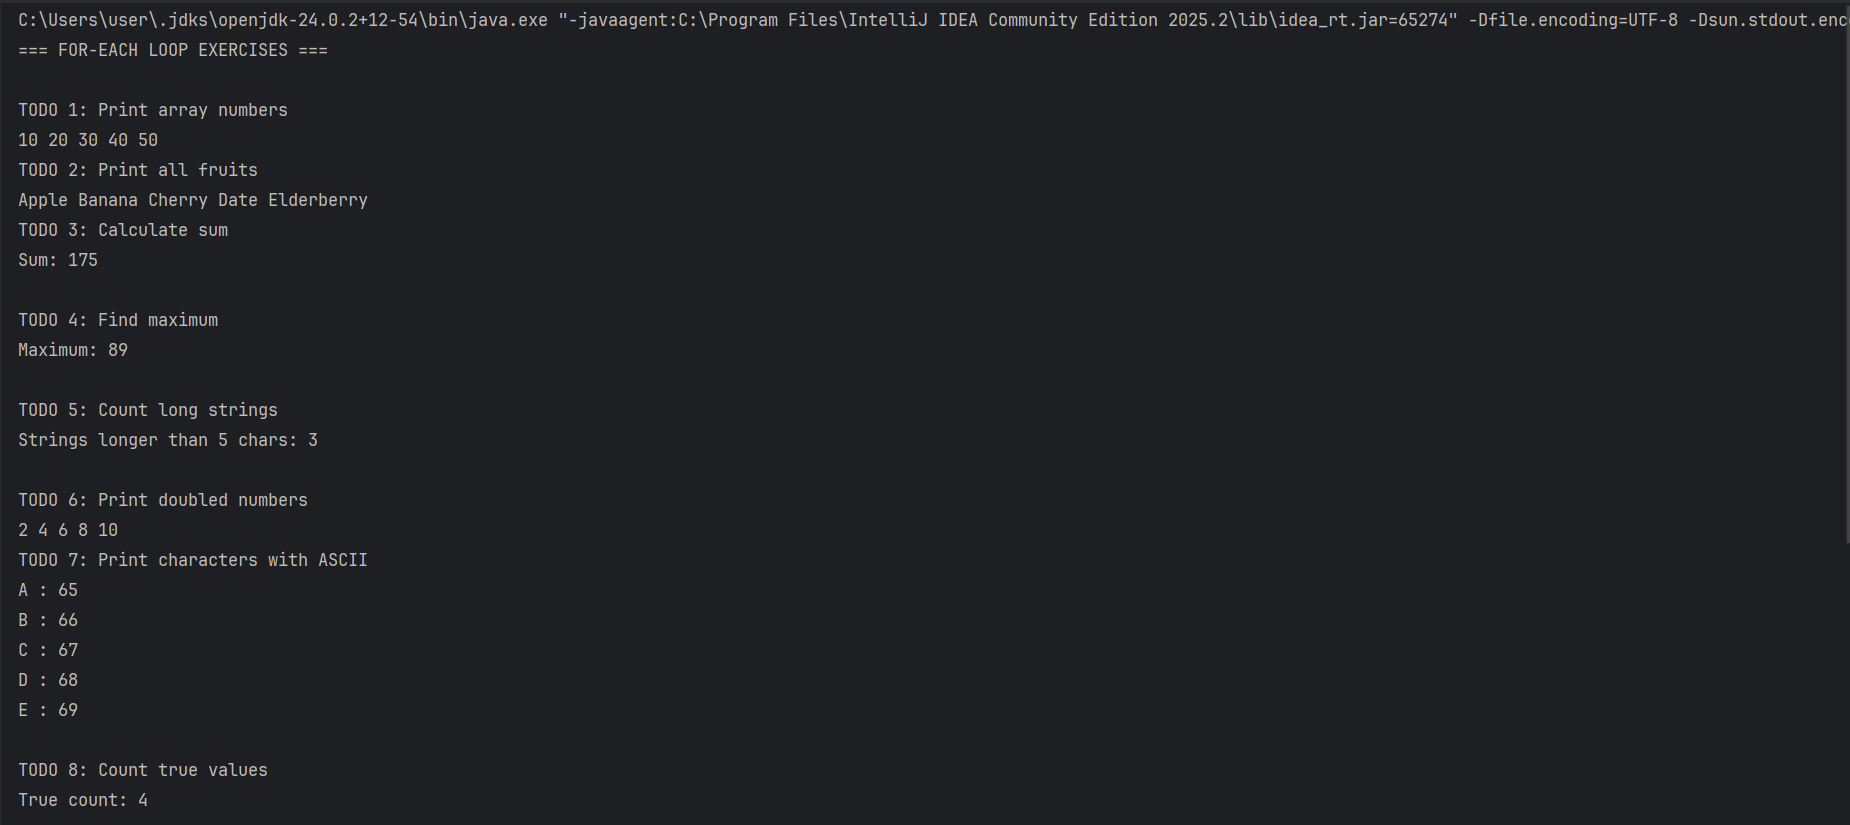 C:\Users\user\.jdks\openjdk-24.0.2+12-54\bin\java.exe "-javaagent:C:\Program Files\IntelliJ IDEA Community Edition 2025.2\lib\idea_rt.jar=65274" -Dfile.encoding=UTF-8 -Dsun.stdout.enc
=== FOR-EACH LOOP EXERCISES ===
TODO 1: Print array numbers
10 20 30 40 50
TODO 2: Print all fruits
Apple Banana Cherry Date Elderberry
TODO 3: Calculate sum
Sum: 175
TODO 4: Find maximum
Maximum: 89
TODO 5: Count long strings
Strings longer than 5 chars: 3
TODO 6: Print doubled numbers
2 4 6 8 10
TODO 7: Print characters with ASCII
A : 65
B : 66
C : 67
D : 68
E : 69
TODO 8: Count true values
True count: 4